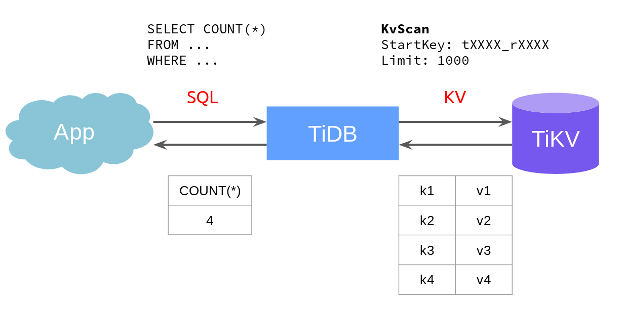 SELECT COUNT(*)
FROM ...
WHERE ...
KvScan
StartKey: tXXXX_rXXXX
Limit: 1000
SQL
KV
App
TiDB
TiKV
COUNT(*)
4
k1 v1
k2 v2
k3 v3
k4 v4